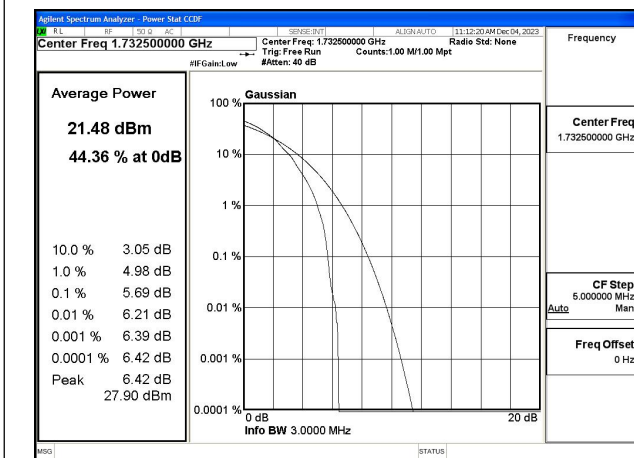 Agilent Spectrum Analyzer - Power Stat CCDF
RL RF 50 Ω AC SENSE:INT ALIGN AUTO 11:12:20 AM Dec 04, 2023
Center Freq 1.732500000 GHz
Center Freq: 1.732500000 GHz Radio Std: None
Trig: Free Run Counts:1.00 M/1.00 Mpt
#IFGain:Low #Atten: 40 dB
Frequency
Average Power
21.48 dBm
44.36 % at 0dB
10.0 % 3.05 dB
1.0 % 4.98 dB
0.1 % 5.69 dB
0.01 % 6.21 dB
0.001 % 6.39 dB
0.0001 % 6.42 dB
Peak 6.42 dB
27.90 dBm
Gaussian
100 %
10 %
1 %
0.1 %
0.01 %
0.001 %
0.0001 %
0 dB 20 dB
Info BW 3.0000 MHz
Center Freq
1.732500000 GHz
CF Step
5.000000 MHz
Auto Man
Freq Offset
0 Hz
MSG STATUS